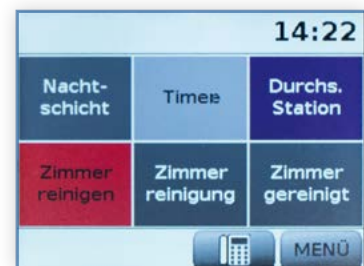 14:22
Nacht-
schicht
Timer
Durchs.
Station
Zimmer
reinigen
Zimmer
reinigung
Zimmer
gereinigt
MENÜ